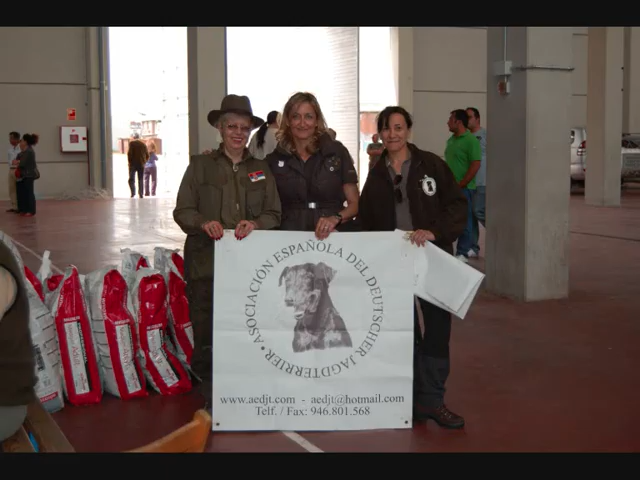 • ASOCIACIÓN ESPAÑOLA DEL DEUTSCHER JAGDTERRIER
www.aedjt.com - aedjt@hotmail.com
Telf. / Fax: 946.801.568